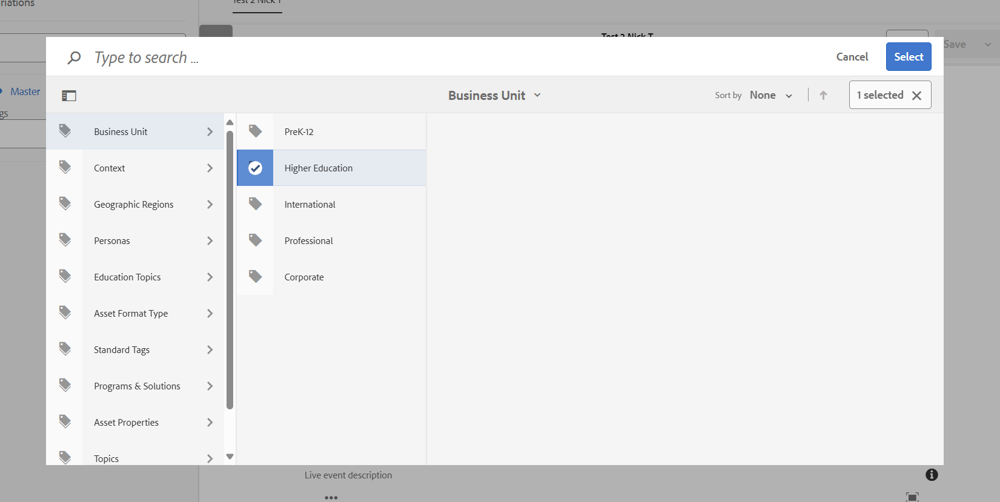 Test 2 Nick T
Test 2 Nick T
Save
Type to search ...
Cancel
Select
Master
Business Unit
Sort by None
1 selected
Business Unit
PreK-12
Context
Higher Education
Geographic Regions
International
Personas
Professional
Education Topics
Corporate
Asset Format Type
Standard Tags
Programs & Solutions
Asset Properties
Topics
Live event description